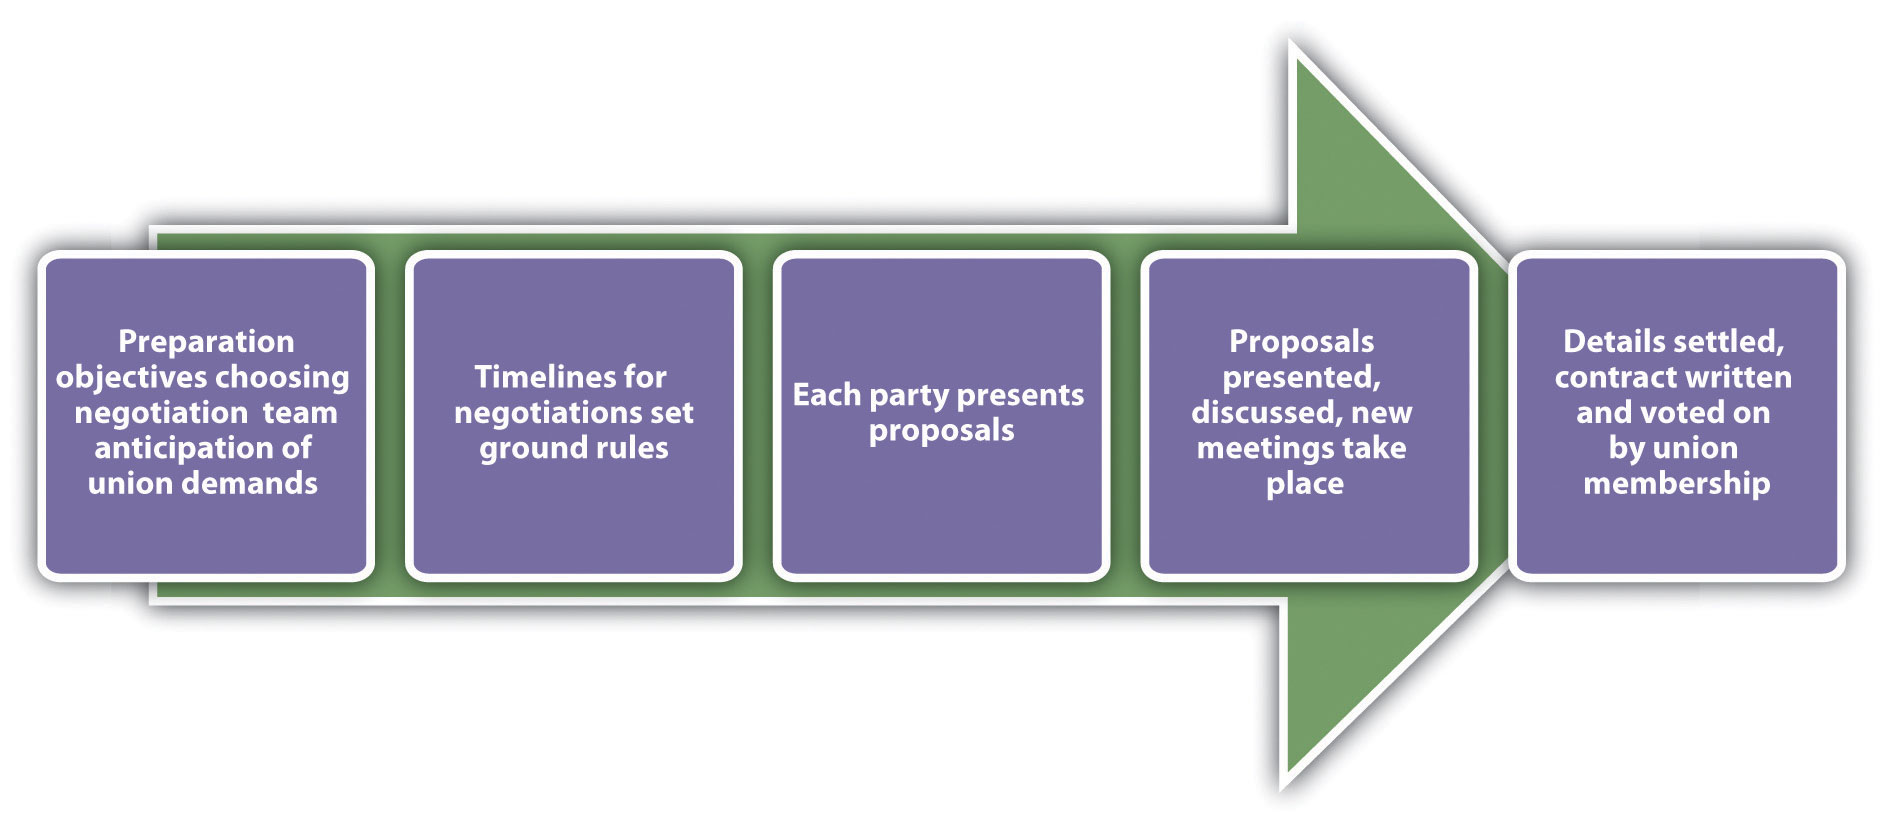 Preparation
objectives choosing
negotiation  team
anticipation of
union demands
Timelines for
negotiations set
ground rules
Each party presents
proposals
Proposals
presented,
discussed, new
meetings take
place
Details settled,
contract written
and voted on
by union
membership